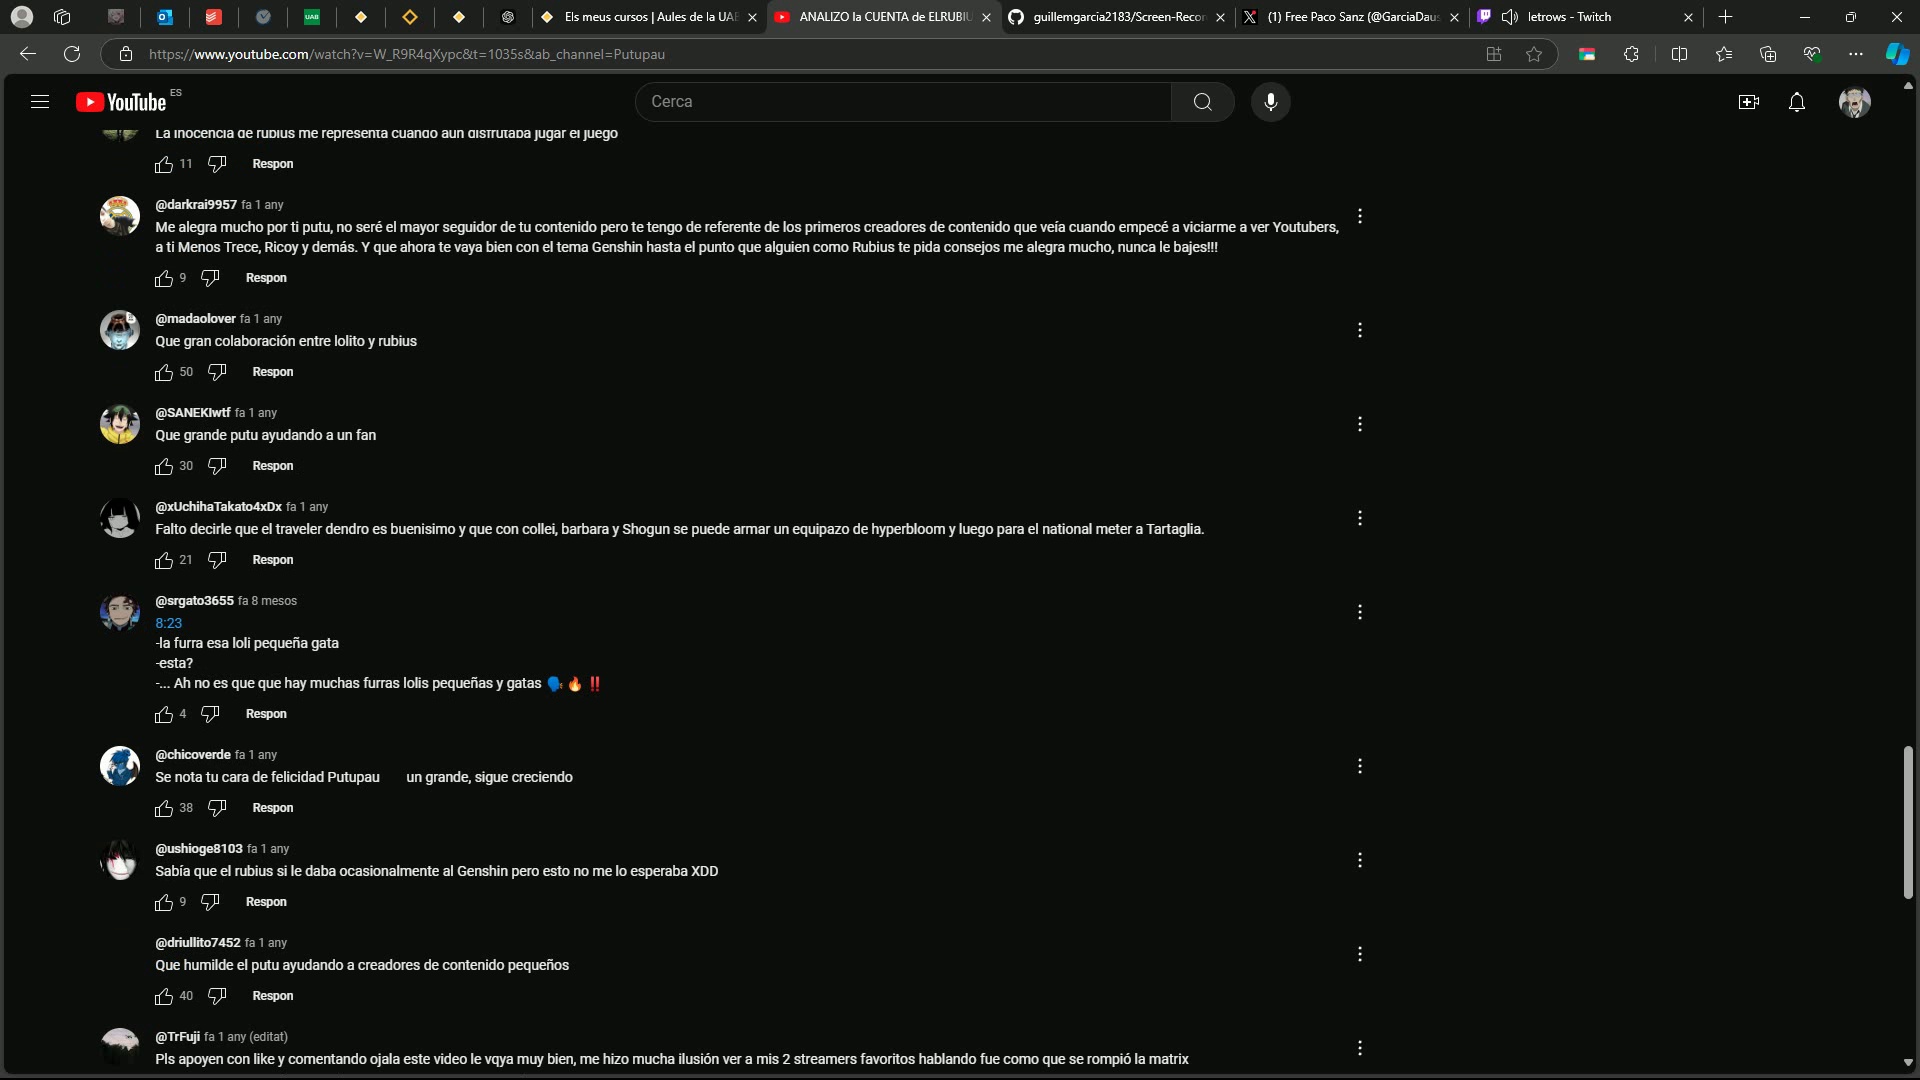 UAB
Els meus cursos | Aules de la UAB
ANALIZO la CUENTA de ELRUBIU
guillemgarcia2183/Screen-Recor
(1) Free Paco Sanz (@GarciaDaus
letrows - Twitch
https://www.youtube.com/watch?v=W_R9R4qXypc&t=1035s&ab_channel=Putupau
YouTube ES
Cerca
La inocencia de rubius me representa cuando aún disfrutaba jugar el juego
11 Respon
@darkrai9957 fa 1 any
Me alegra mucho por ti putu, no seré el mayor seguidor de tu contenido pero te tengo de referente de los primeros creadores de contenido que veía cuando empecé a viciarme a ver Youtubers,
a ti Menos Trece, Ricoy y demás. Y que ahora te vaya bien con el tema Genshin hasta el punto que alguien como Rubius te pida consejos me alegra mucho, nunca le bajes!!!
9 Respon
@madaolover fa 1 any
Que gran colaboración entre lolito y rubius
50 Respon
@SANEKIwtf fa 1 any
Que grande putu ayudando a un fan
30 Respon
@xUchihaTakato4xDx fa 1 any
Falto decirle que el traveler dendro es buenisimo y que con collei, barbara y Shogun se puede armar un equipazo de hyperbloom y luego para el national meter a Tartaglia.
21 Respon
@srgato3655 fa 8 mesos
8:23
-la furra esa loli pequeña gata
-esta?
-... Ah no es que que hay muchas furras lolis pequeñas y gatas 🗣️🔥‼️
4 Respon
@chicoverde fa 1 any
Se nota tu cara de felicidad Putupau un grande, sigue creciendo
38 Respon
@ushioge8103 fa 1 any
Sabía que el rubius si le daba ocasionalmente al Genshin pero esto no me lo esperaba XDD
9 Respon
@driullito7452 fa 1 any
Que humilde el putu ayudando a creadores de contenido pequeños
40 Respon
@TrFuji fa 1 any (editat)
Pls apoyen con like y comentando ojala este video le vqya muy bien, me hizo mucha ilusión ver a mis 2 streamers favoritos hablando fue como que se rompió la matrix